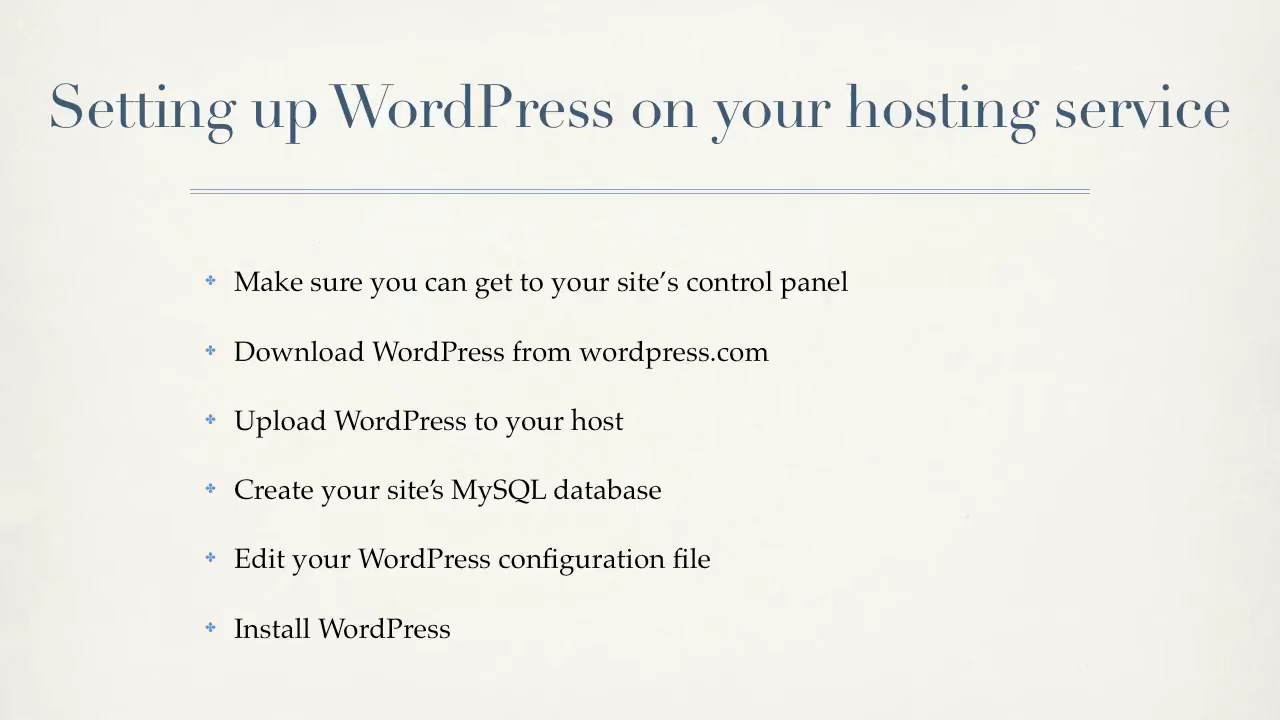 Setting up WordPress on your hosting service
Make sure you can get to your site’s control panel
Download WordPress from wordpress.com
Upload WordPress to your host
Create your site’s MySQL database
Edit your WordPress configuration file
Install WordPress